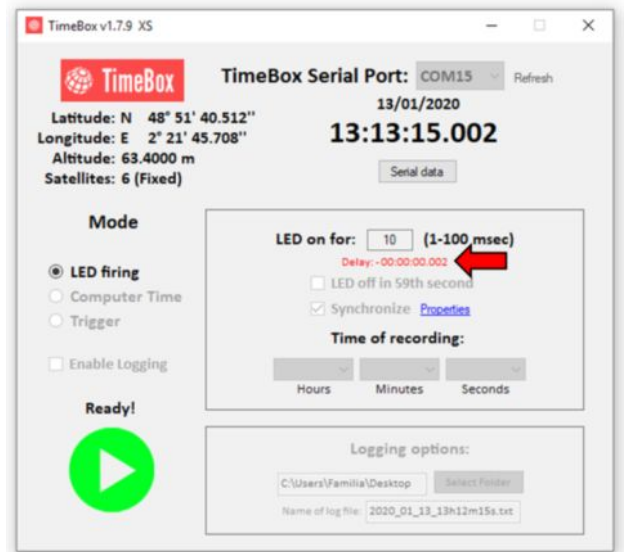 TimeBox v1.7.9 XS
TimeBox
TimeBox Serial Port: COM15 Refresh
13/01/2020
13:13:15.002
Serial data
Latitude: N 48° 51' 40.512''
Longitude: E 2° 21' 45.708''
Altitude: 63.4000 m
Satellites: 6 (Fixed)
Mode
LED firing
Computer Time
Trigger
Enable Logging
Ready!
LED on for: 10 (1-100 msec)
Delay: -00:00:00.002
LED off in 59th second
Synchronize Properties
Time of recording:
Hours Minutes Seconds
Logging options:
C:\Users\Familia\Desktop Select Folder
Name of log file: 2020_01_13_13h12m15s.txt